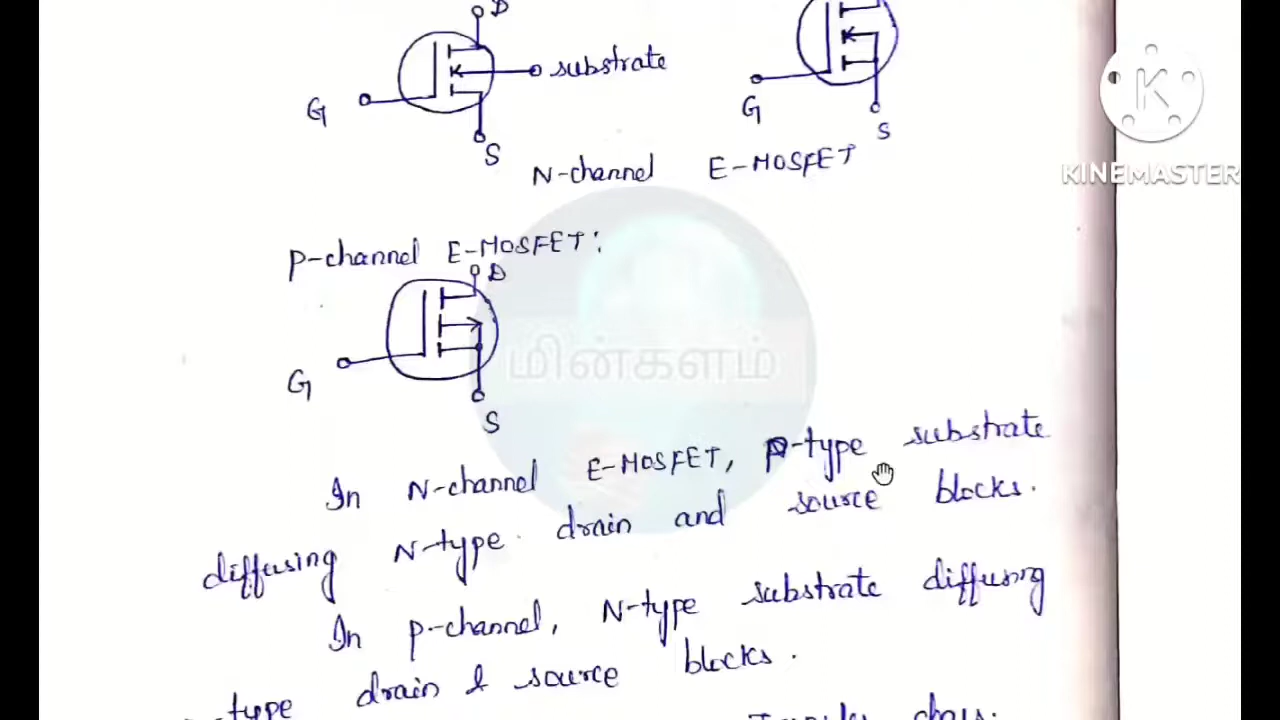 D
substrate
G
S
G
S
N-channel E-MOSFET
P-channel E-MOSFET:
D
G
S
In N-channel E-MOSFET, P-type substrate
diffusing N-type drain and source blocks.
In p-channel, N-type substrate diffusing
-type drain & source blocks.
மின்களம்
K
KINEMASTER